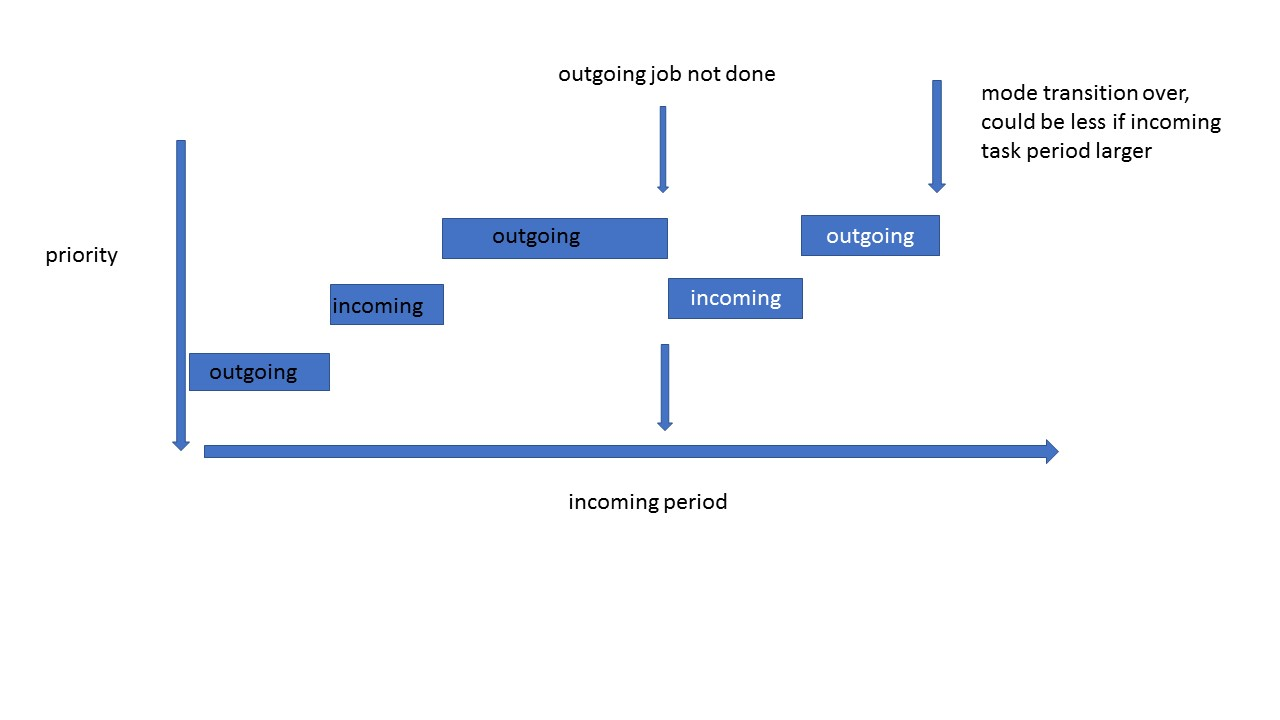 outgoing job not done
mode transition over,
could be less if incoming
task period larger
priority
outgoing
outgoing
incoming
incoming
outgoing
incoming period